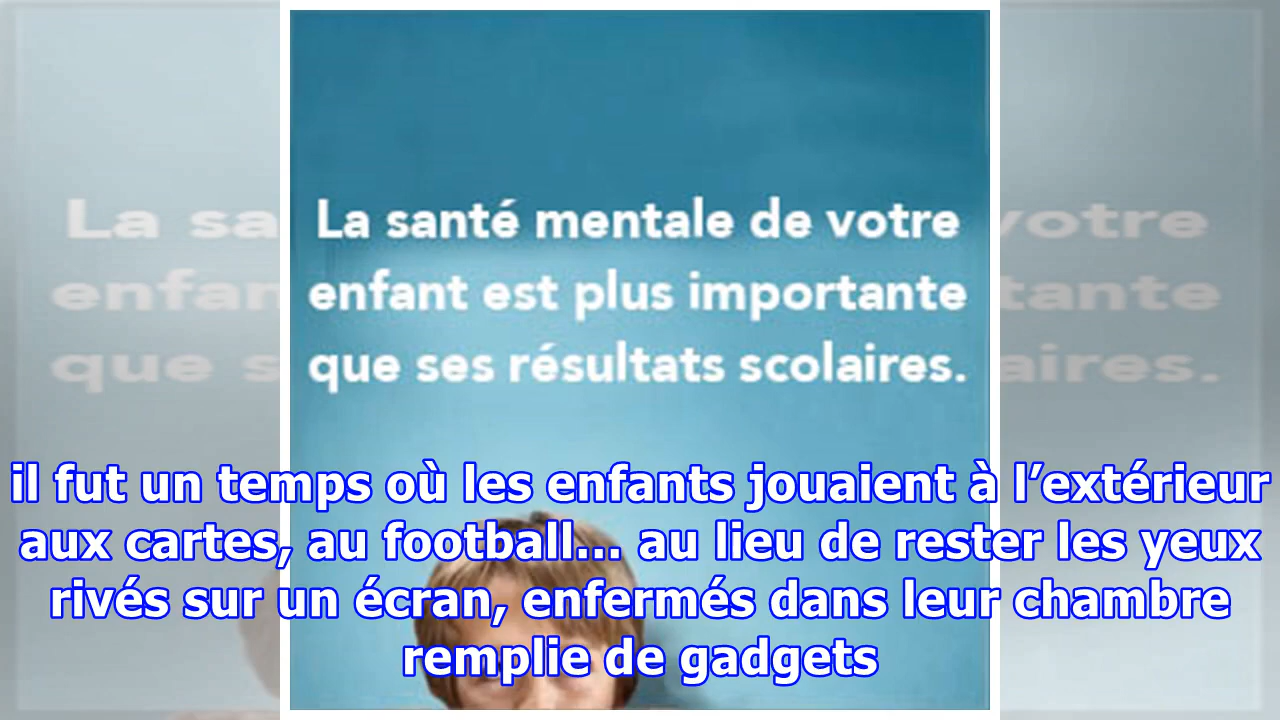 La santé mentale de votre
enfant est plus importante
que ses résultats scolaires.
il fut un temps où les enfants jouaient à l’extérieur
aux cartes, au football... au lieu de rester les yeux
rivés sur un écran, enfermés dans leur chambre
remplie de gadgets